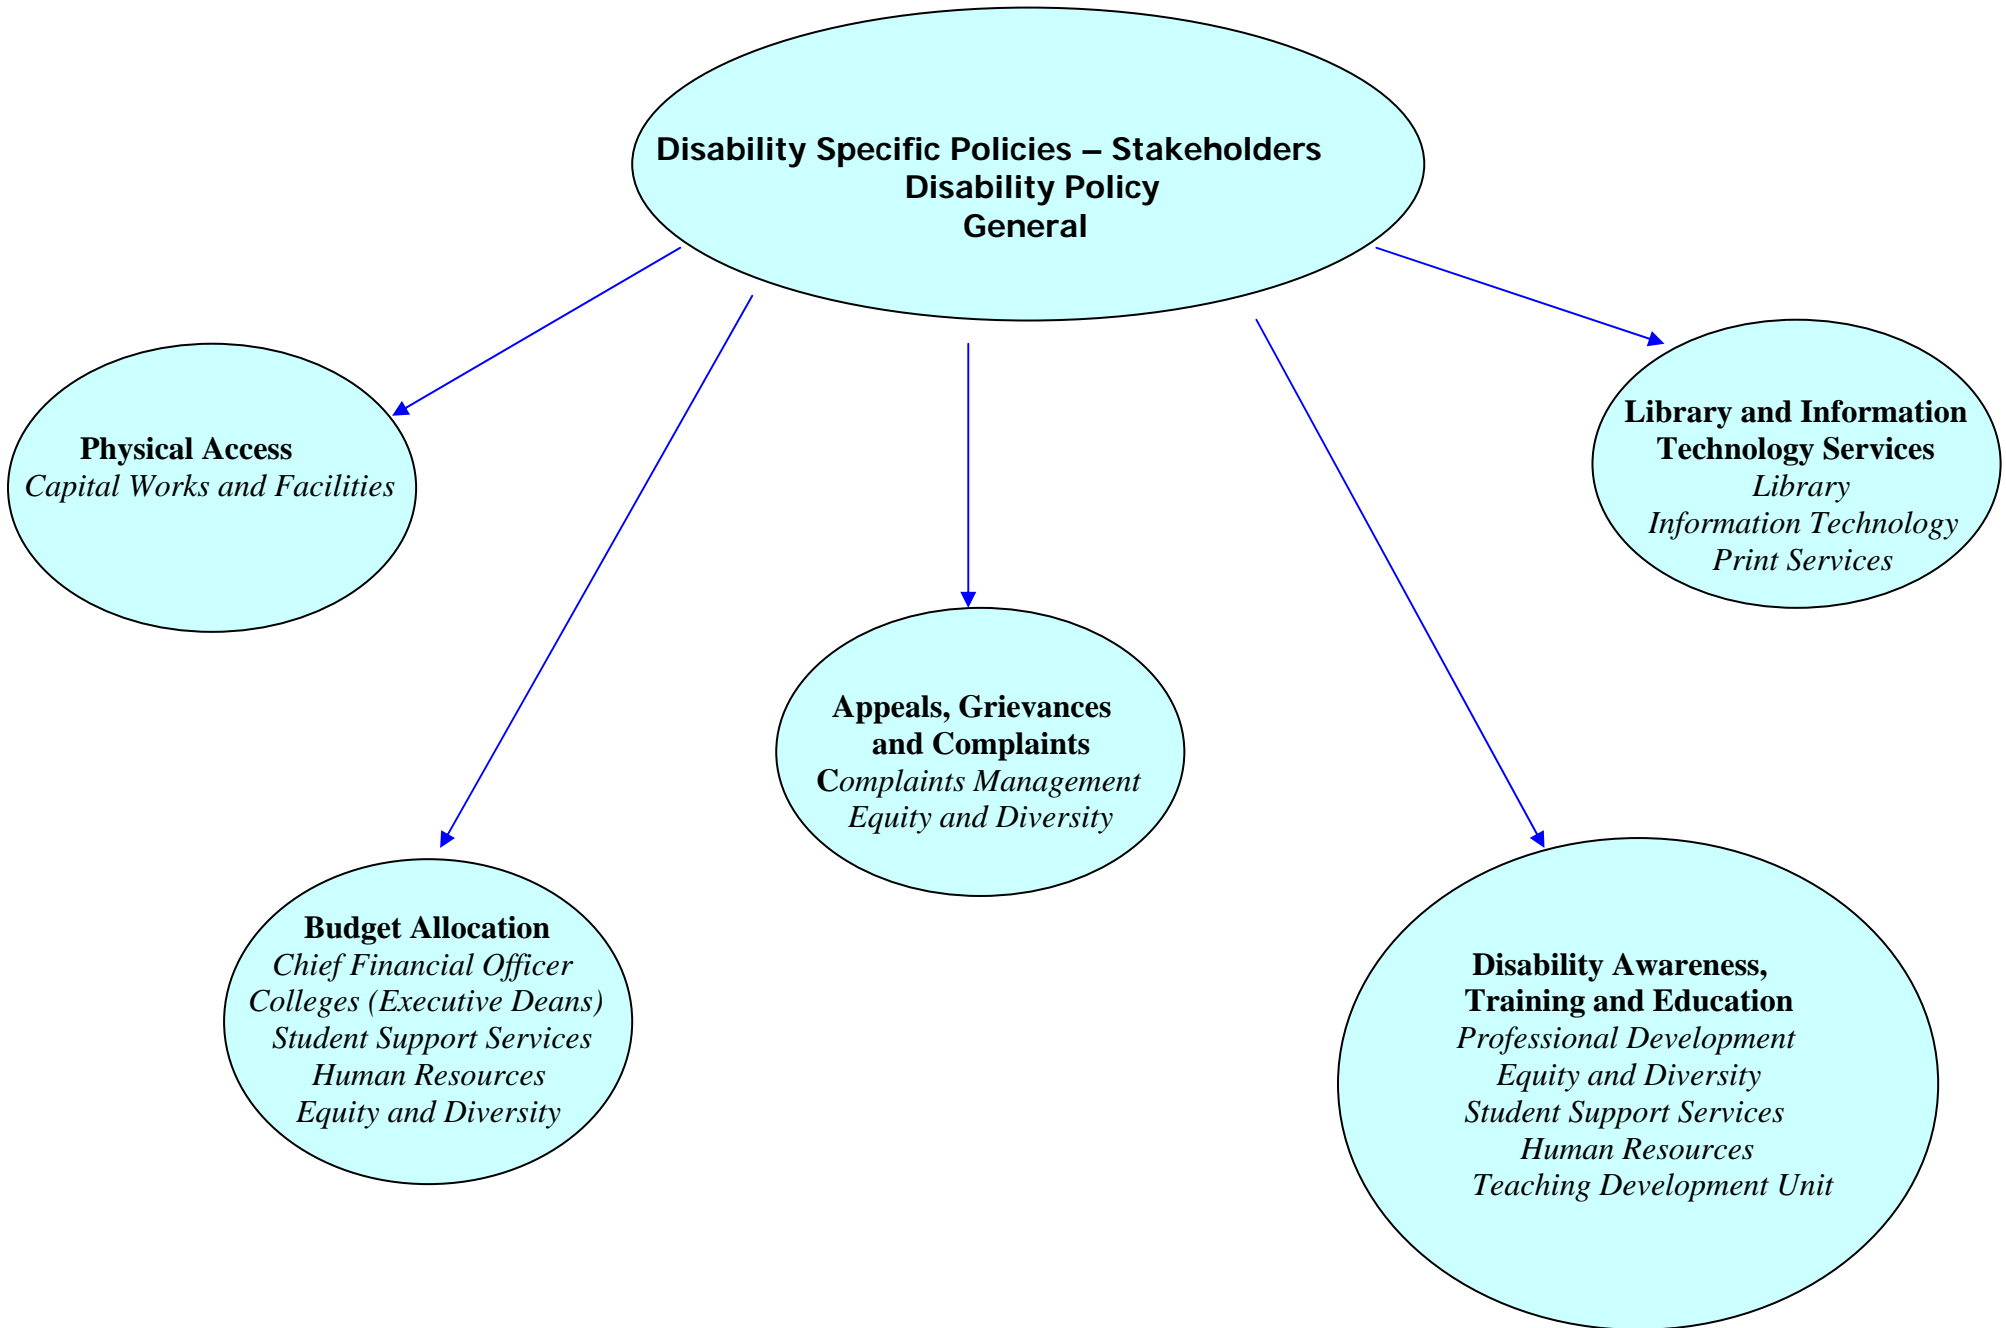 Disability Specific Policies – Stakeholders
Disability Policy
General
Physical Access
Capital Works and Facilities
Library and Information
Technology Services
Library
Information Technology
Print Services
Appeals, Grievances
and Complaints
Complaints Management
Equity and Diversity
Budget Allocation
Chief Financial Officer
Colleges (Executive Deans)
Student Support Services
Human Resources
Equity and Diversity
Disability Awareness,
Training and Education
Professional Development
Equity and Diversity
Student Support Services
Human Resources
Teaching Development Unit